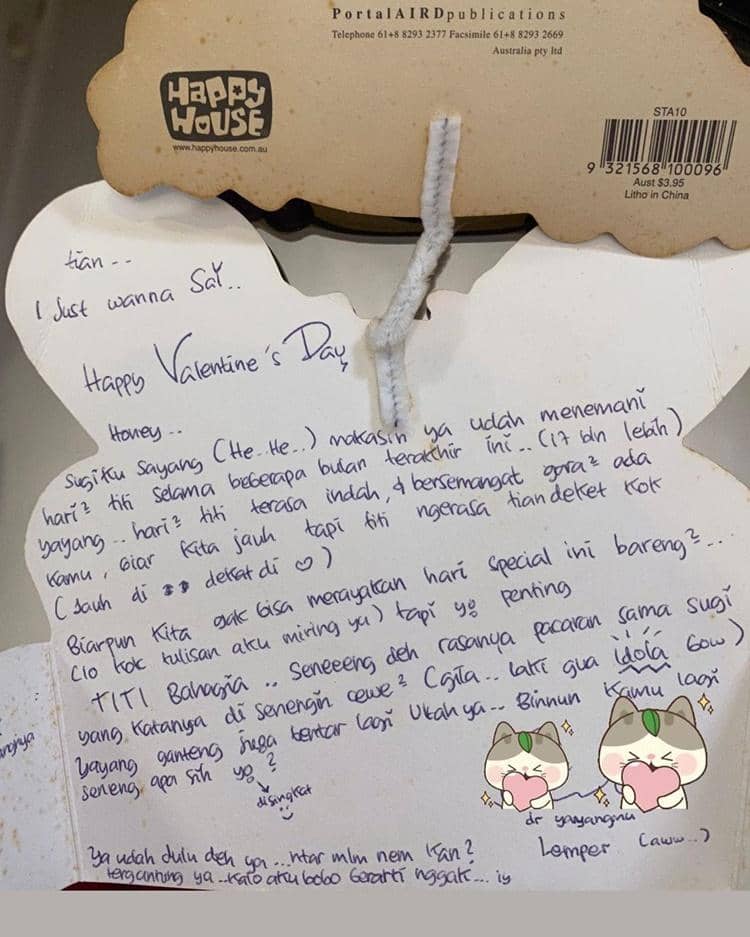 PortalAIRDpublications
Telephone 61+8 8293 2377 Facsimile 61+8 8293 2669
Australia pty ltd
HAPPY
HOUSE
www.happyhouse.com.au
STA10
9 321568 100096
Aust $3.95
Litho in China
tian --
I Just wanna SaY..
Happy Valentine's Day,
Honey..
Sugiku sayang (He..He..) makasih ya udah menemani
hari² titi selama beberapa bulan terakhir ini.. (17 bln lebih)
yayang.. hari² titi terasa indah, & bersemangat gara² ada
kamu, biar kita jauh tapi titi ngerasa tian deket kok
(Jauh di dekat di ♡)
Biarpun kita gak bisa merayakan hari special ini bareng²...
(lo kok tulisan aku miring ya) tapi yg penting
TITI Bahagia .. Seneeeng deh rasanya pacaran sama sugi
yang katanya di senengin cewe² (gila.. laki gua idola bow)
Yayang ganteng juga bentar lagi Ultah ya-- Binnun kamu lagi
seneng apa sih yg?
disingkat
dr yayangmu
Lemper (aww..)
Ya udah dulu deh ya...ntar mlm nem kan?
tergantung ya..kalo aku bobo berarti nggak... iy